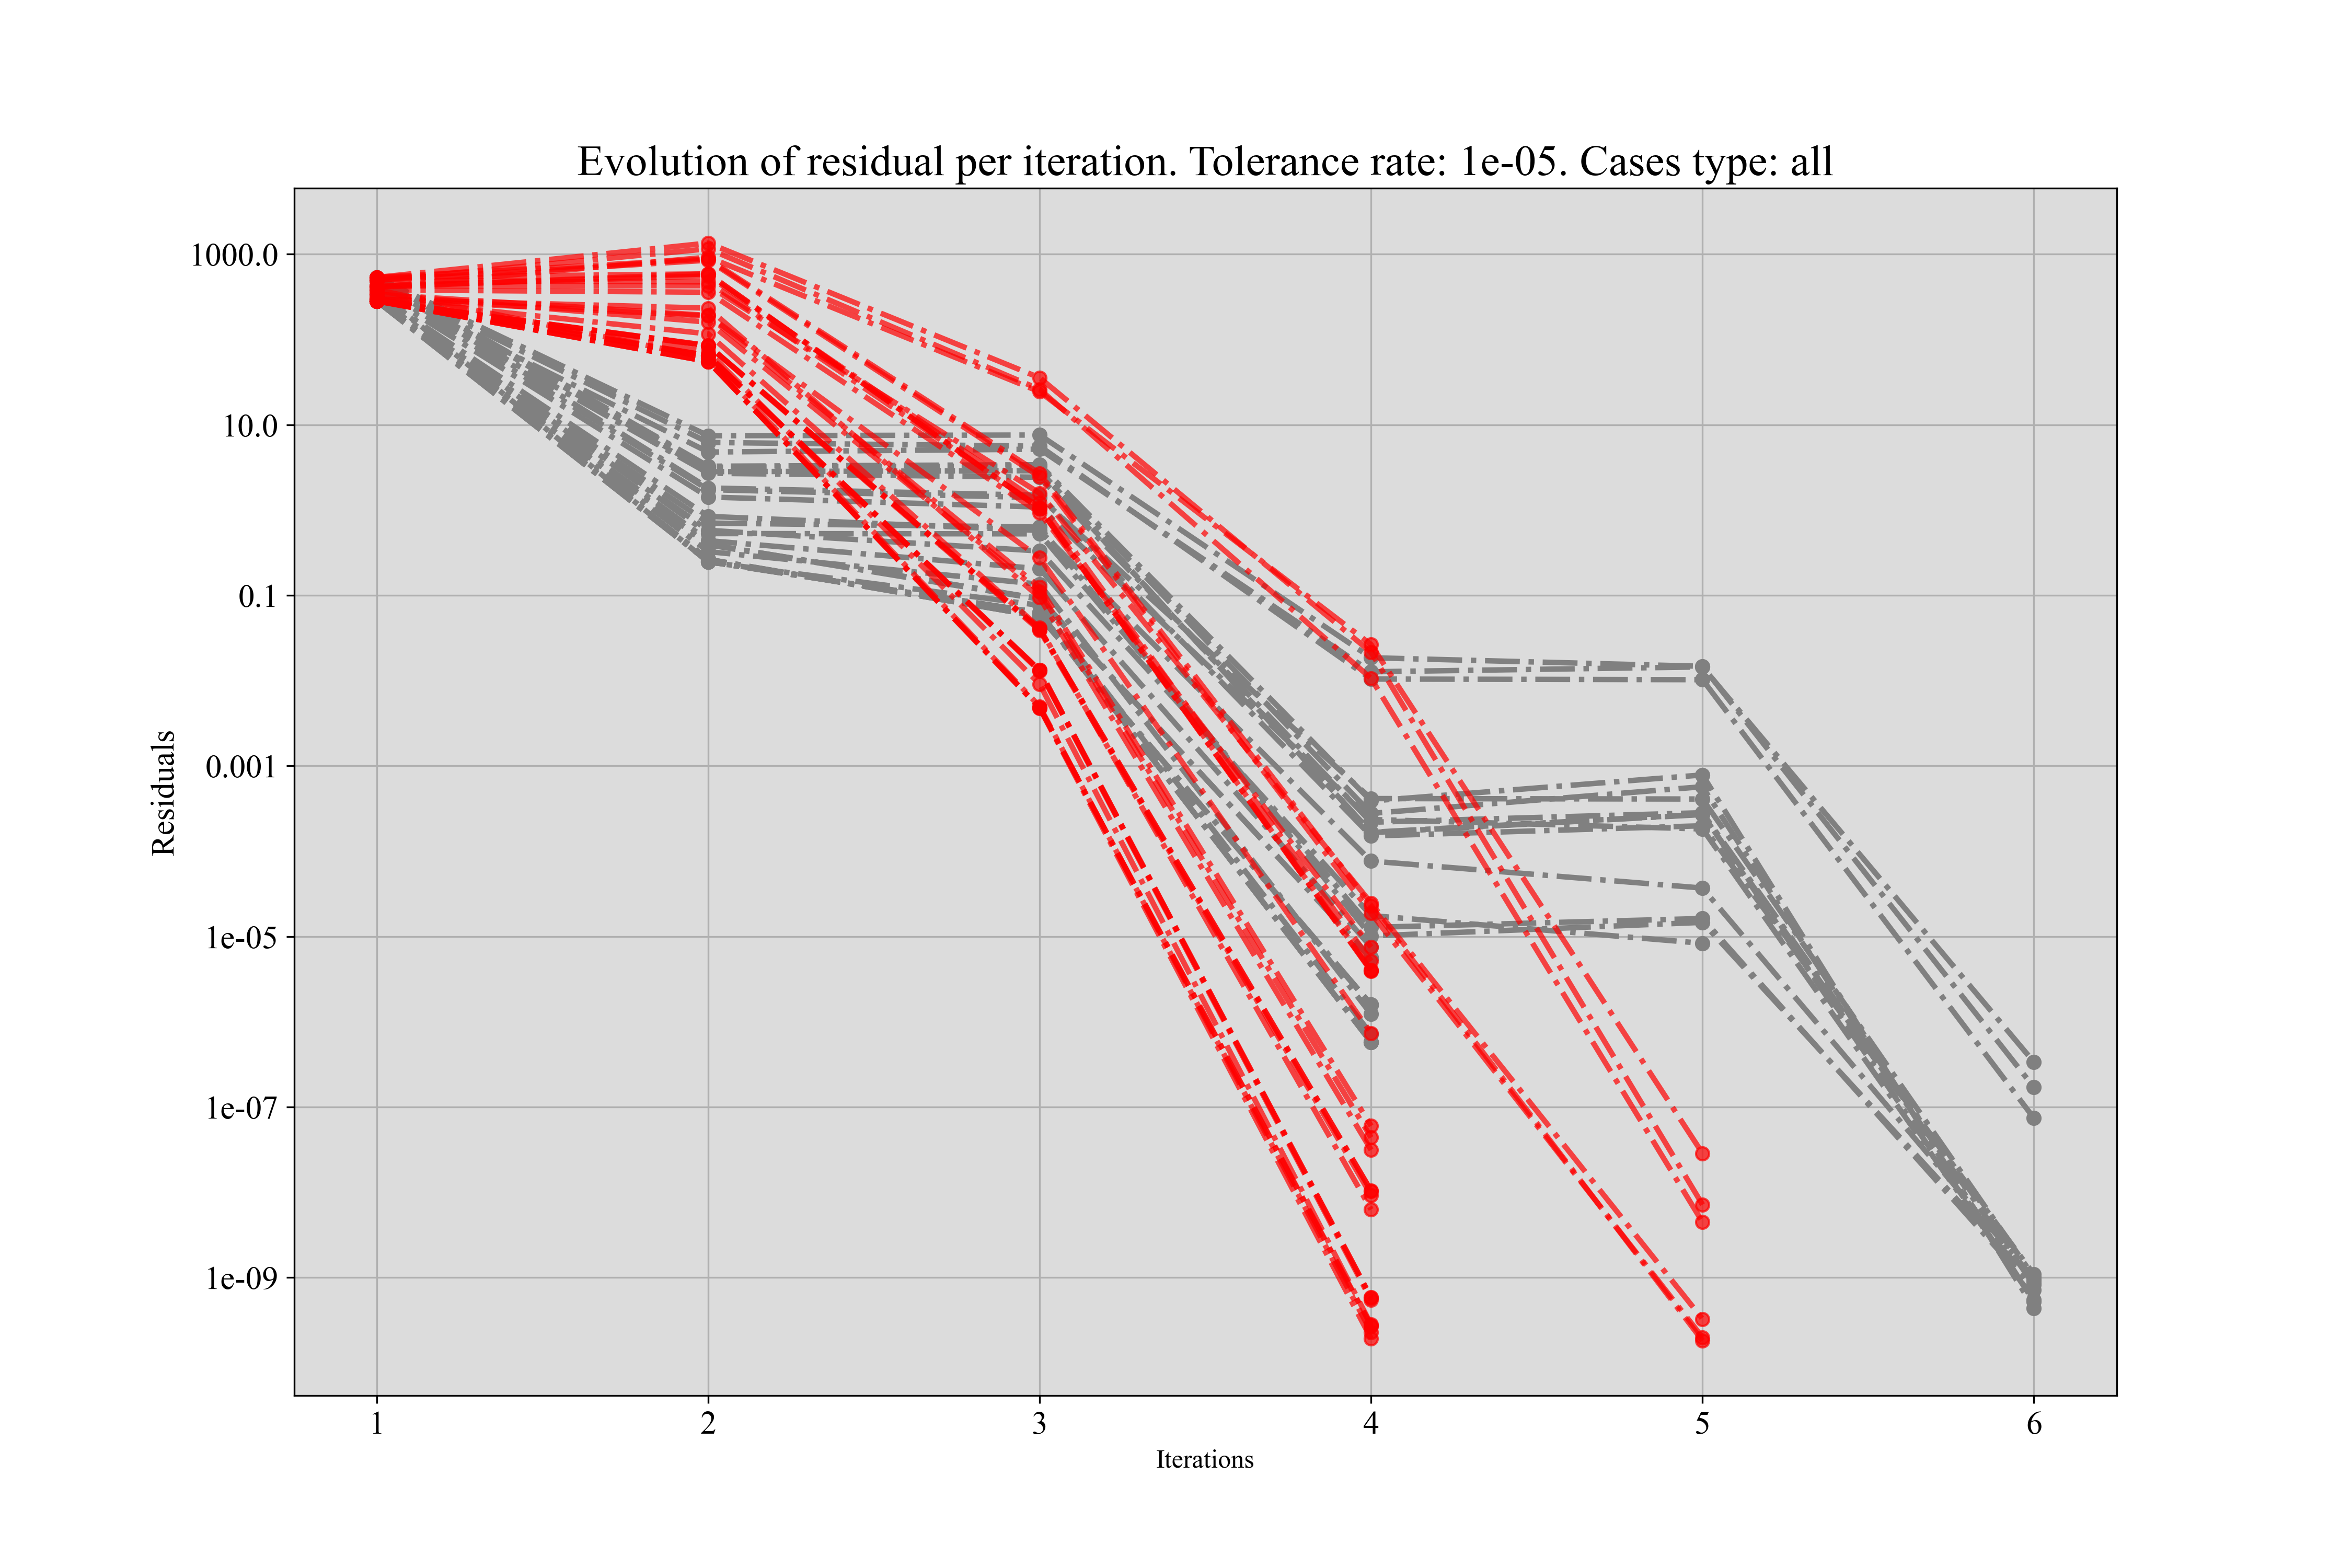 Evolution of residual per iteration. Tolerance rate: 1e-05. Cases type: all
1000.0
10.0
0.1
0.001
1e-05
1e-07
1e-09
Residuals
1 2 3 4 5 6
Iterations